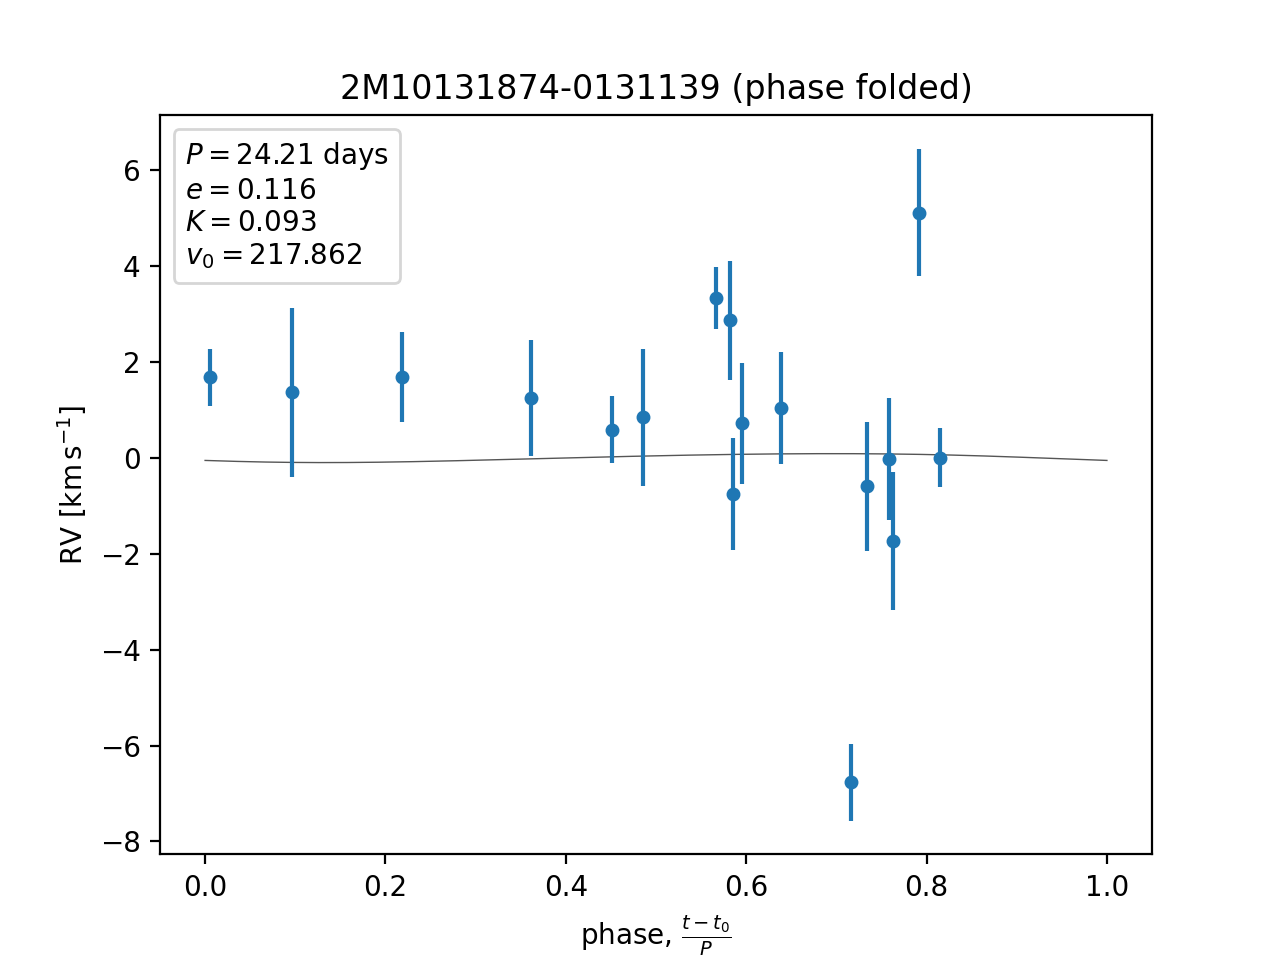 2M10131874-0131139 (phase folded)
P = 24.21 days
e = 0.116
K = 0.093
v₀ = 217.862
6
4
2
0
−2
−4
−6
−8
RV [km s⁻¹]
0.0 0.2 0.4 0.6 0.8 1.0
phase, (t − t₀)/P